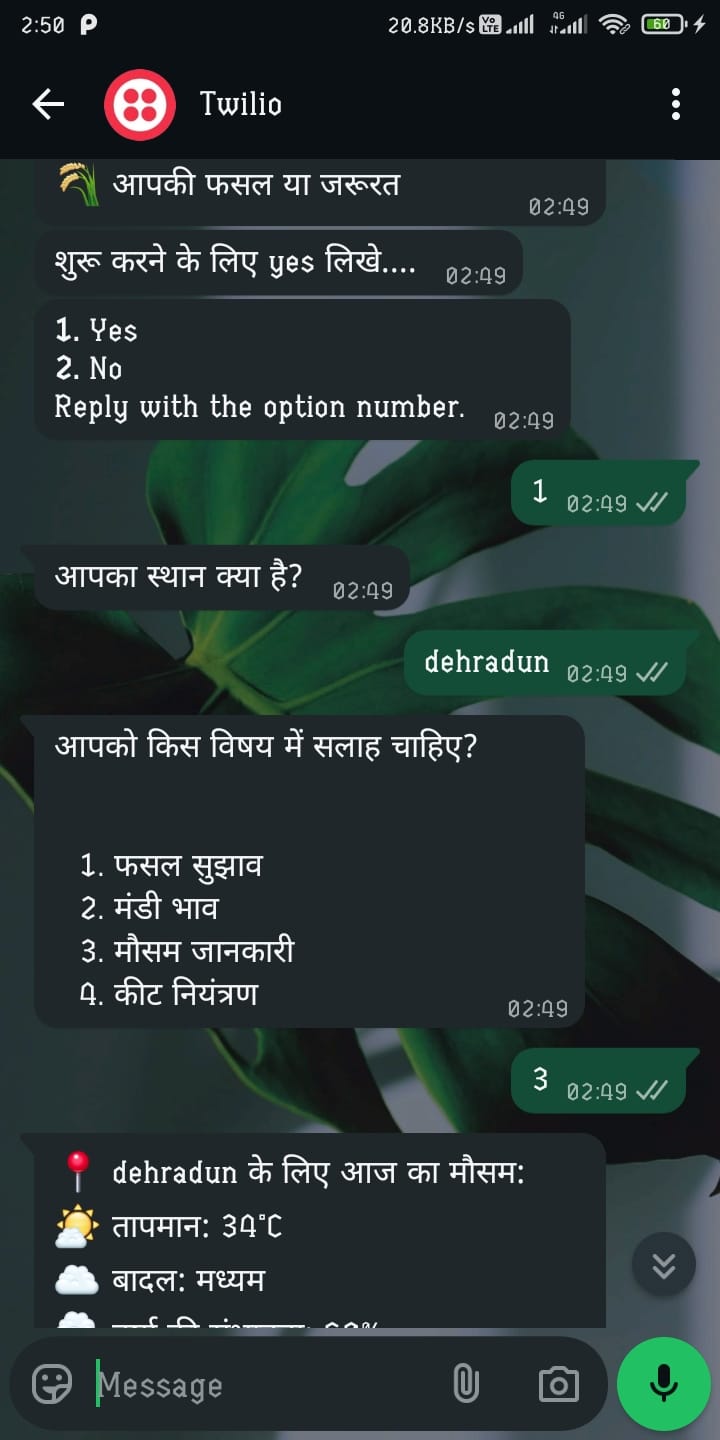 2:50
20.8KB/s Vo LTE 4G 60
Twilio
आपकी फसल या जरूरत
02:49
शुरू करने के लिए yes लिखे.... 02:49
1. Yes
2. No
Reply with the option number. 02:49
1 02:49
आपका स्थान क्या है? 02:49
dehradun 02:49
आपको किस विषय में सलाह चाहिए?
1. फसल सुझाव
2. मंडी भाव
3. मौसम जानकारी
4. कीट नियंत्रण
02:49
3 02:49
dehradun के लिए आज का मौसम:
तापमान: 34°C
बादल: मध्यम
Message